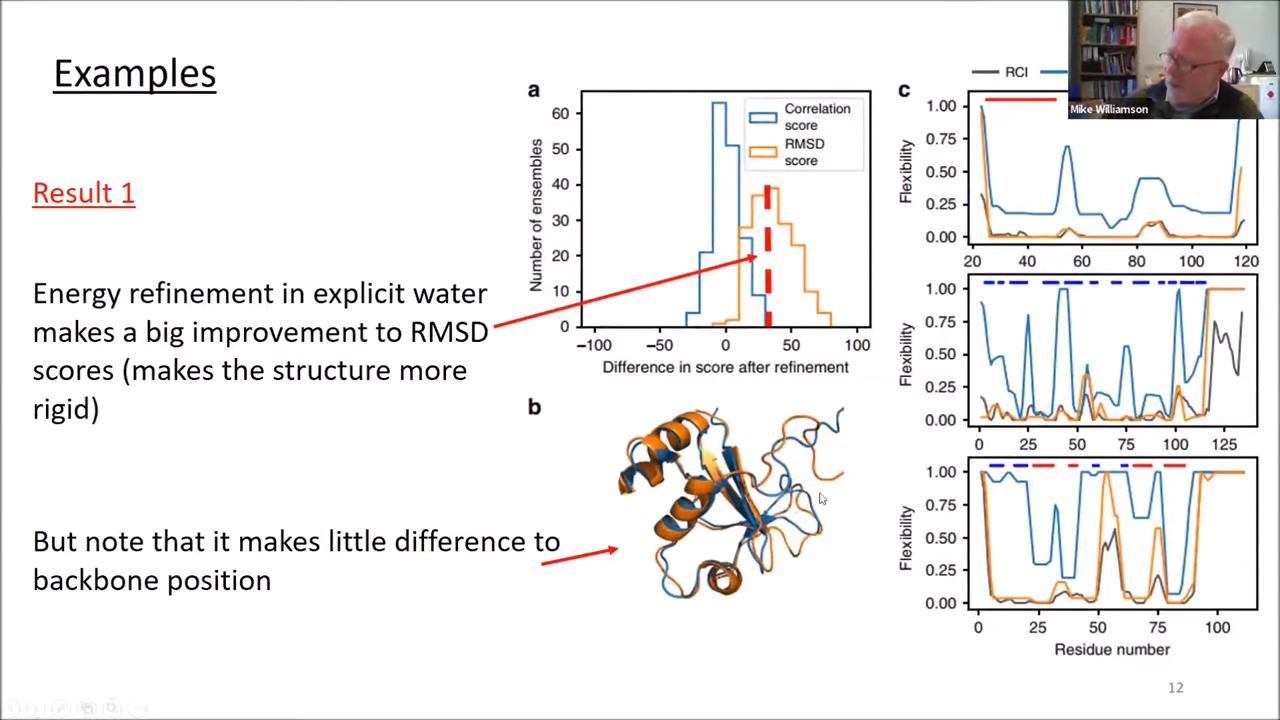 Examples
Result 1
Energy refinement in explicit water
makes a big improvement to RMSD
scores (makes the structure more
rigid)
But note that it makes little difference to
backbone position
a
Number of ensembles
60
50
40
30
20
10
0
Correlation
score
RMSD
score
−100
−50
0
50
100
Difference in score after refinement
b
c
RCI
Mike Williamson
Flexibility
1.00
0.75
0.50
0.25
0.00
20
40
60
80
100
120
Flexibility
1.00
0.75
0.50
0.25
0.00
0
25
50
75
100
125
Flexibility
1.00
0.75
0.50
0.25
0.00
0
25
50
75
100
Residue number
12